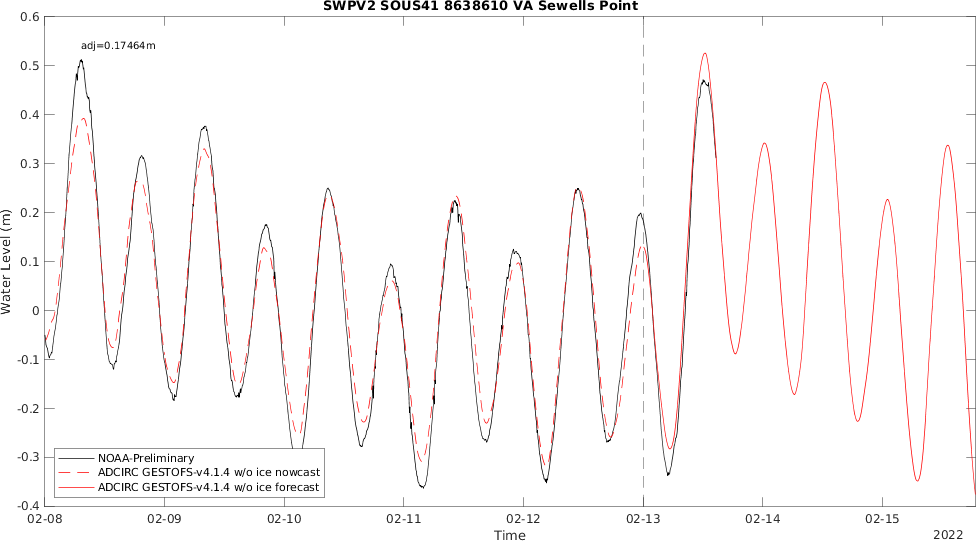 SWPV2 SOUS41 8638610 VA Sewells Point
adj=0.17464m
0.6
0.5
0.4
0.3
0.2
0.1
0
-0.1
-0.2
-0.3
-0.4
Water Level (m)
NOAA-Preliminary
ADCIRC GESTOFS-v4.1.4 w/o ice nowcast
ADCIRC GESTOFS-v4.1.4 w/o ice forecast
02-08 02-09 02-10 02-11 02-12 02-13 02-14 02-15
Time
2022